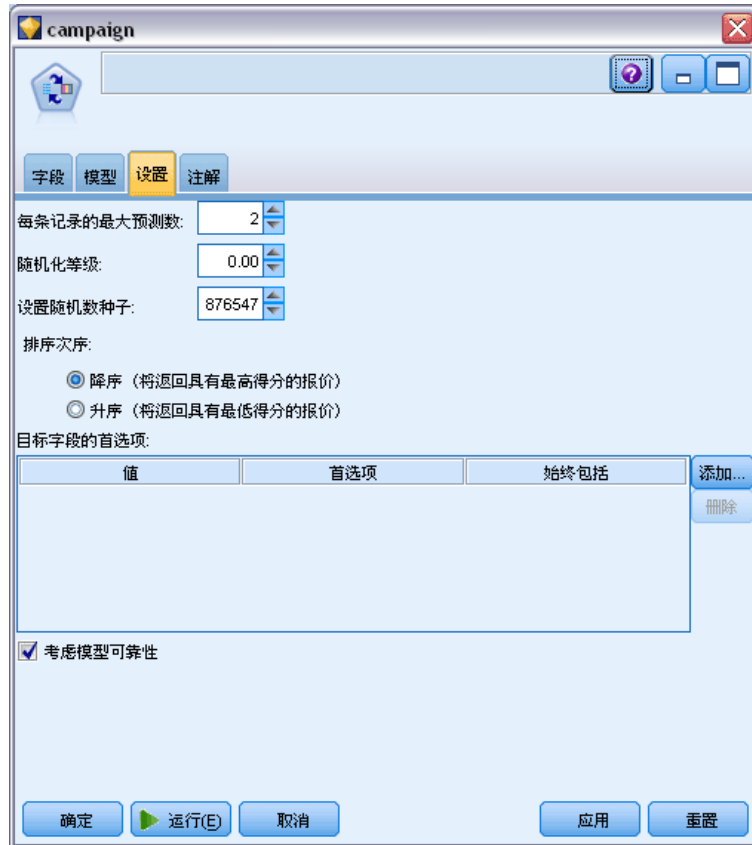 campaign
字段 模型 设置 注解
每条记录的最大预测数: 2
随机化等级: 0.00
设置随机数种子: 876547
排序次序:
降序（将返回具有最高得分的报价）
升序（将返回具有最低得分的报价）
目标字段的首选项:
值 首选项 始终包括 添加...
删除
考虑模型可靠性
确定 运行(E) 取消 应用 重置